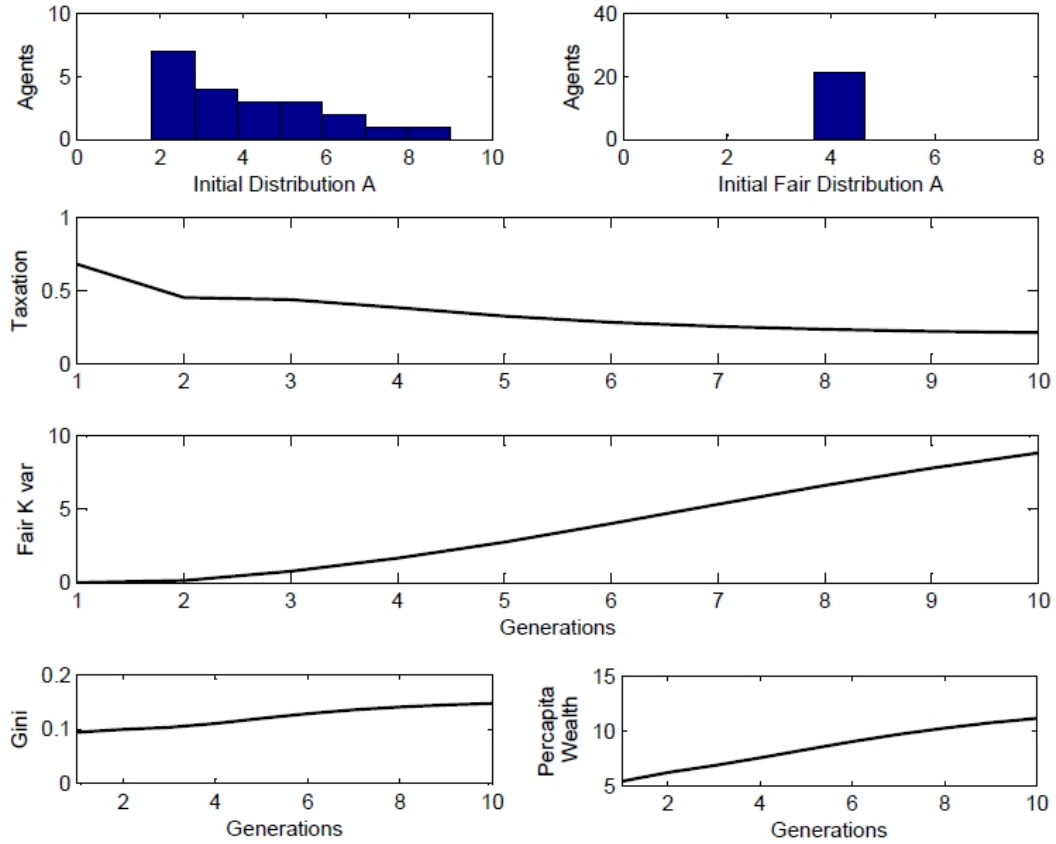 10
5
0
Agents
0 2 4 6 8 10
Initial Distribution A
40
20
0
Agents
0 2 4 6 8
Initial Fair Distribution A
1
0.5
0
Taxation
1 2 3 4 5 6 7 8 9 10
10
5
0
Fair K var
1 2 3 4 5 6 7 8 9 10
Generations
0.2
0.1
0
Gini
2 4 6 8 10
Generations
15
10
5
Percapita
Wealth
2 4 6 8 10
Generations